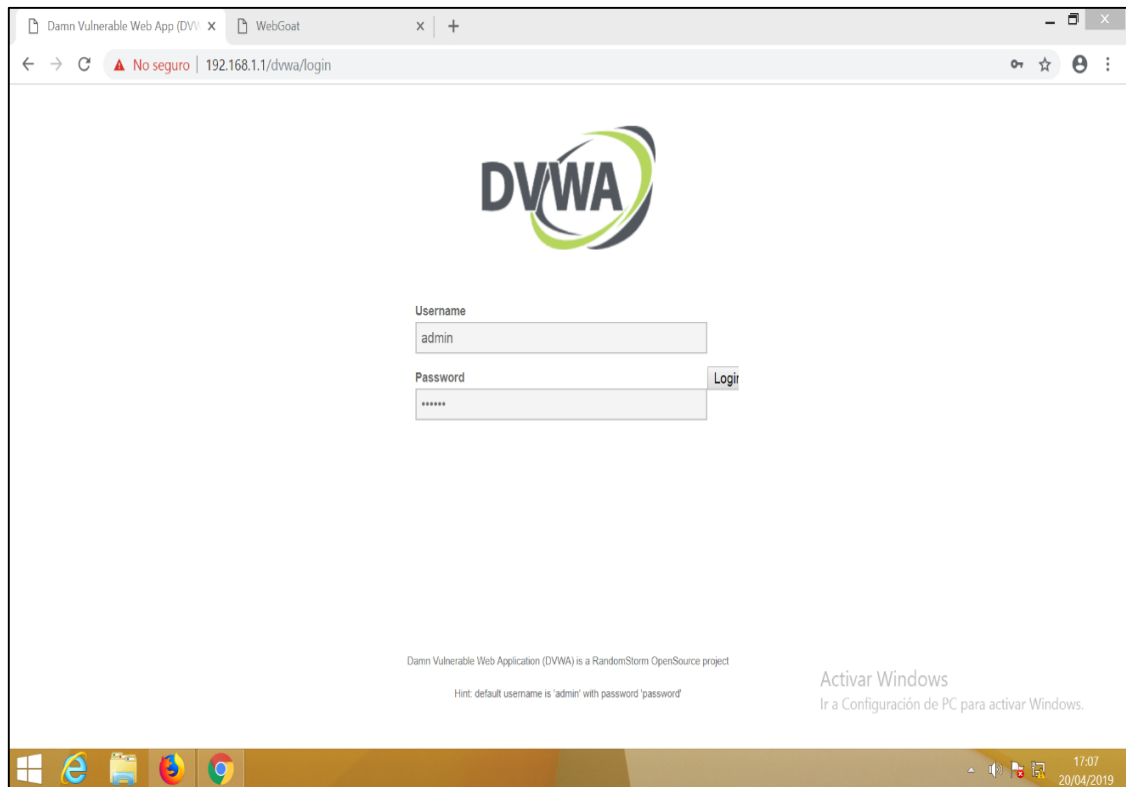 Damn Vulnerable Web App (DV
WebGoat
No seguro | 192.168.1.1/dvwa/login
DVWA
Username
admin
Password
••••••
Login
Damn Vulnerable Web Application (DVWA) is a RandomStorm OpenSource project
Hint: default username is 'admin' with password 'password'
Activar Windows
Ir a Configuración de PC para activar Windows.
17:07
20/04/2019